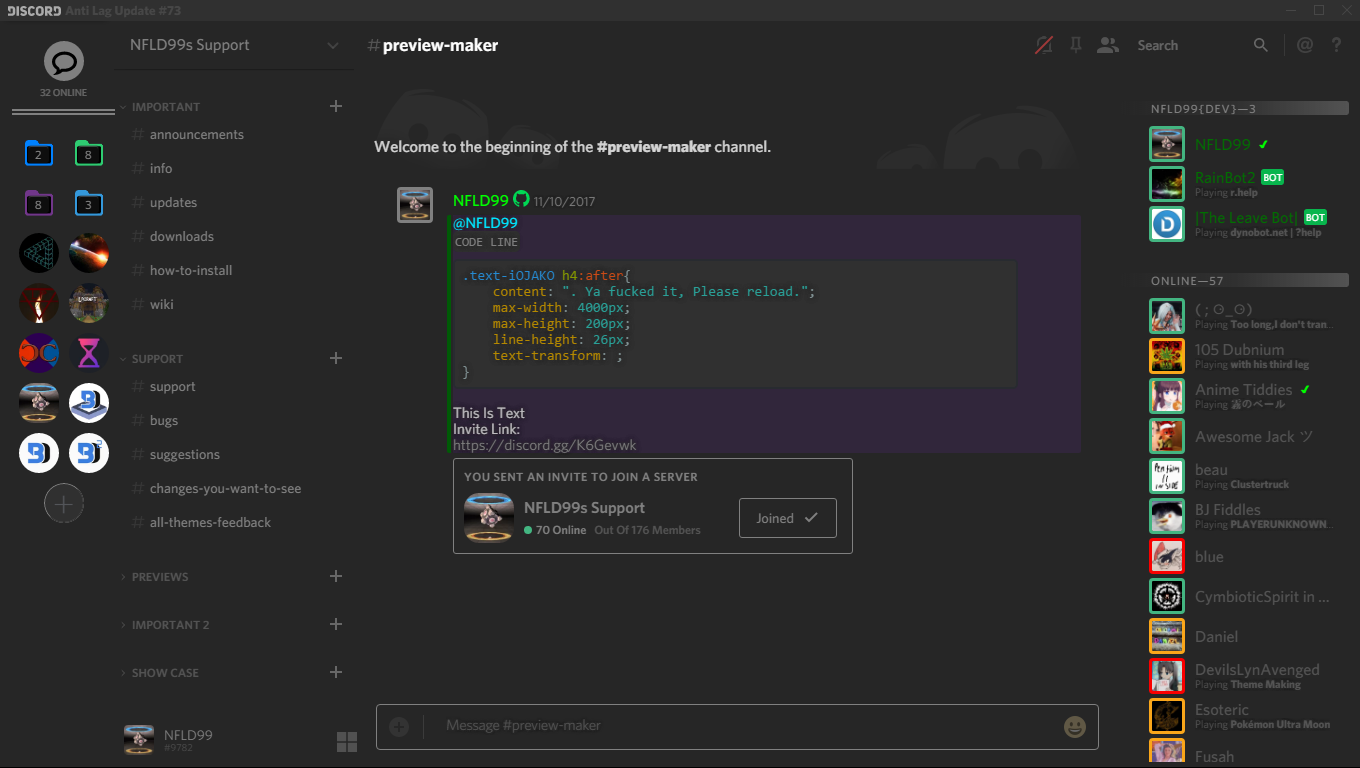 DISCORD Anti Lag Update #73
32 ONLINE
2
8
8
3
NFLD99s Support
IMPORTANT
# announcements
# info
# updates
# downloads
# how-to-install
# wiki
SUPPORT
# support
# bugs
# suggestions
# changes-you-want-to-see
# all-themes-feedback
PREVIEWS
IMPORTANT 2
SHOW CASE
NFLD99
#9782
#preview-maker
Search
@ ?
Welcome to the beginning of the #preview-maker channel.
NFLD99 11/10/2017
@NFLD99
CODE LINE
.text-iOJAKO h4:after{
content: ". Ya fucked it, Please reload.";
max-width: 4000px;
max-height: 200px;
line-height: 26px;
text-transform: ;
}
This Is Text
Invite Link:
https://discord.gg/K6Gevwk
YOU SENT AN INVITE TO JOIN A SERVER
NFLD99s Support
70 Online Out Of 176 Members
Joined
Message #preview-maker
NFLD99{DEV}—3
NFLD99
RainBot2 BOT
Playing r.help
|The Leave Bot| BOT
Playing dynobot.net | ?help
ONLINE—57
( ; ⊙_⊙)
Playing Too long,I don't tran...
105 Dubnium
Playing with his third leg
Anime Tiddies
Playing 霧のベール
Awesome Jack ツ
beau
Playing Clustertruck
BJ Fiddles
Playing PLAYERUNKNOWN...
blue
CymbioticSpirit in ...
Daniel
DevilsLynAvenged
Playing Theme Making
Esoteric
Playing Pokémon Ultra Moon
Fusah